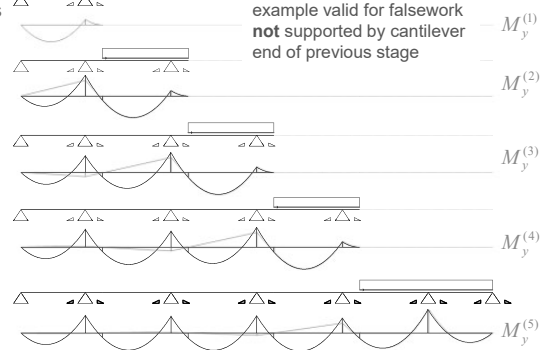 example valid for falsework
not supported by cantilever
end of previous stage
M_y^(1)
M_y^(2)
M_y^(3)
M_y^(4)
M_y^(5)